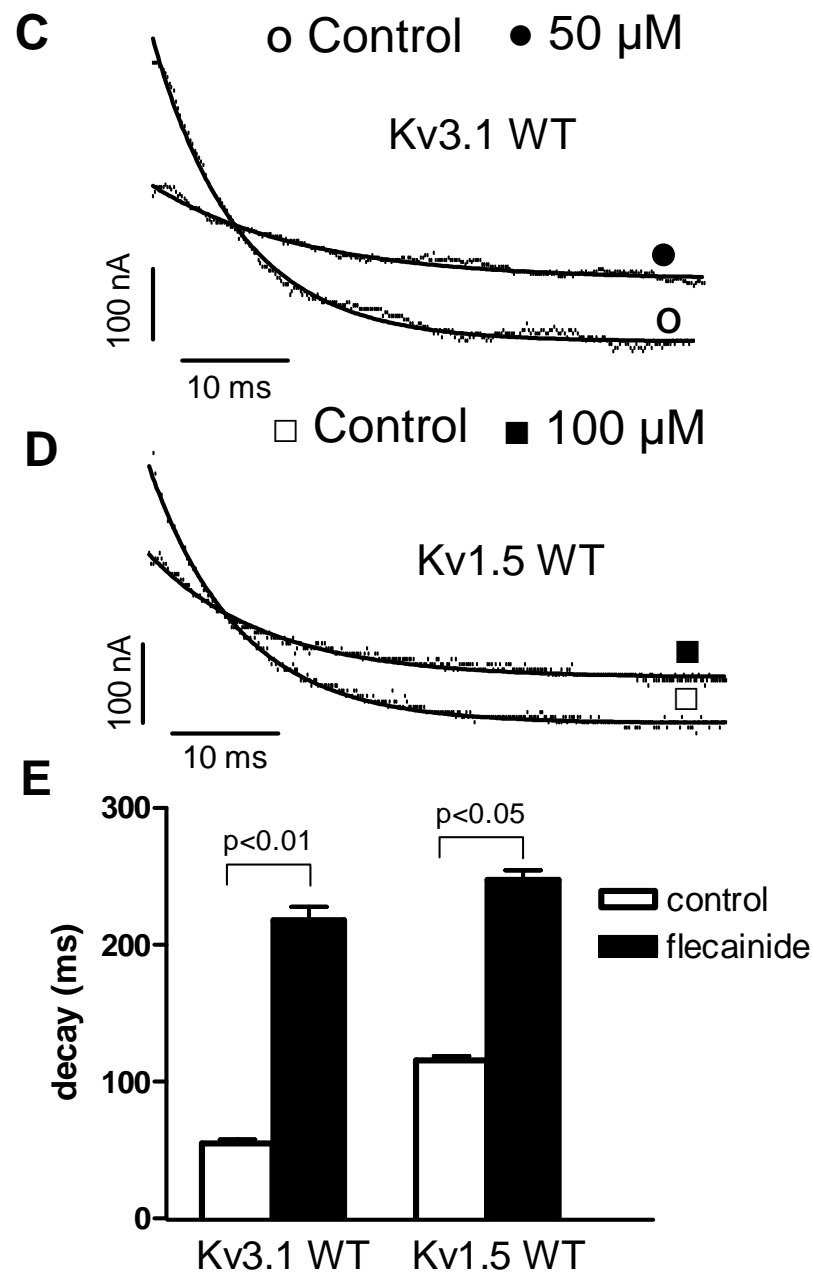 C
o Control ● 50 µM
Kv3.1 WT
100 nA
10 ms
D
□ Control ■ 100 µM
Kv1.5 WT
100 nA
10 ms
E
300
200
100
0
decay (ms)
p<0.01
p<0.05
control
flecainide
Kv3.1 WT
Kv1.5 WT